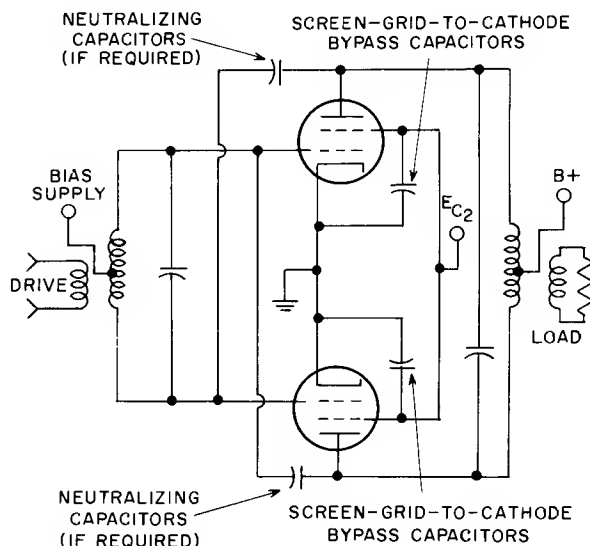 NEUTRALIZING
CAPACITORS
(IF REQUIRED)
SCREEN-GRID-TO-CATHODE
BYPASS CAPACITORS
BIAS
SUPPLY
EC2
B+
DRIVE
LOAD
NEUTRALIZING
CAPACITORS
(IF REQUIRED)
SCREEN-GRID-TO-CATHODE
BYPASS CAPACITORS